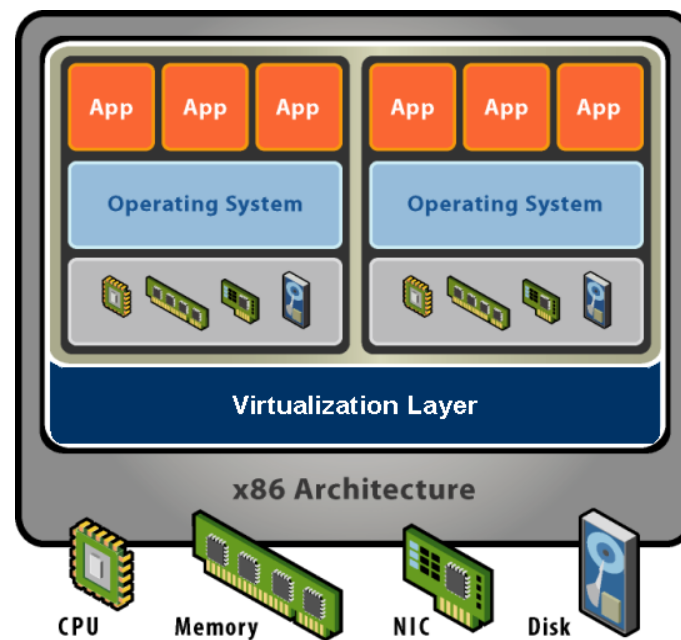 App App App App App App
Operating System Operating System
Virtualization Layer
x86 Architecture
CPU Memory NIC Disk